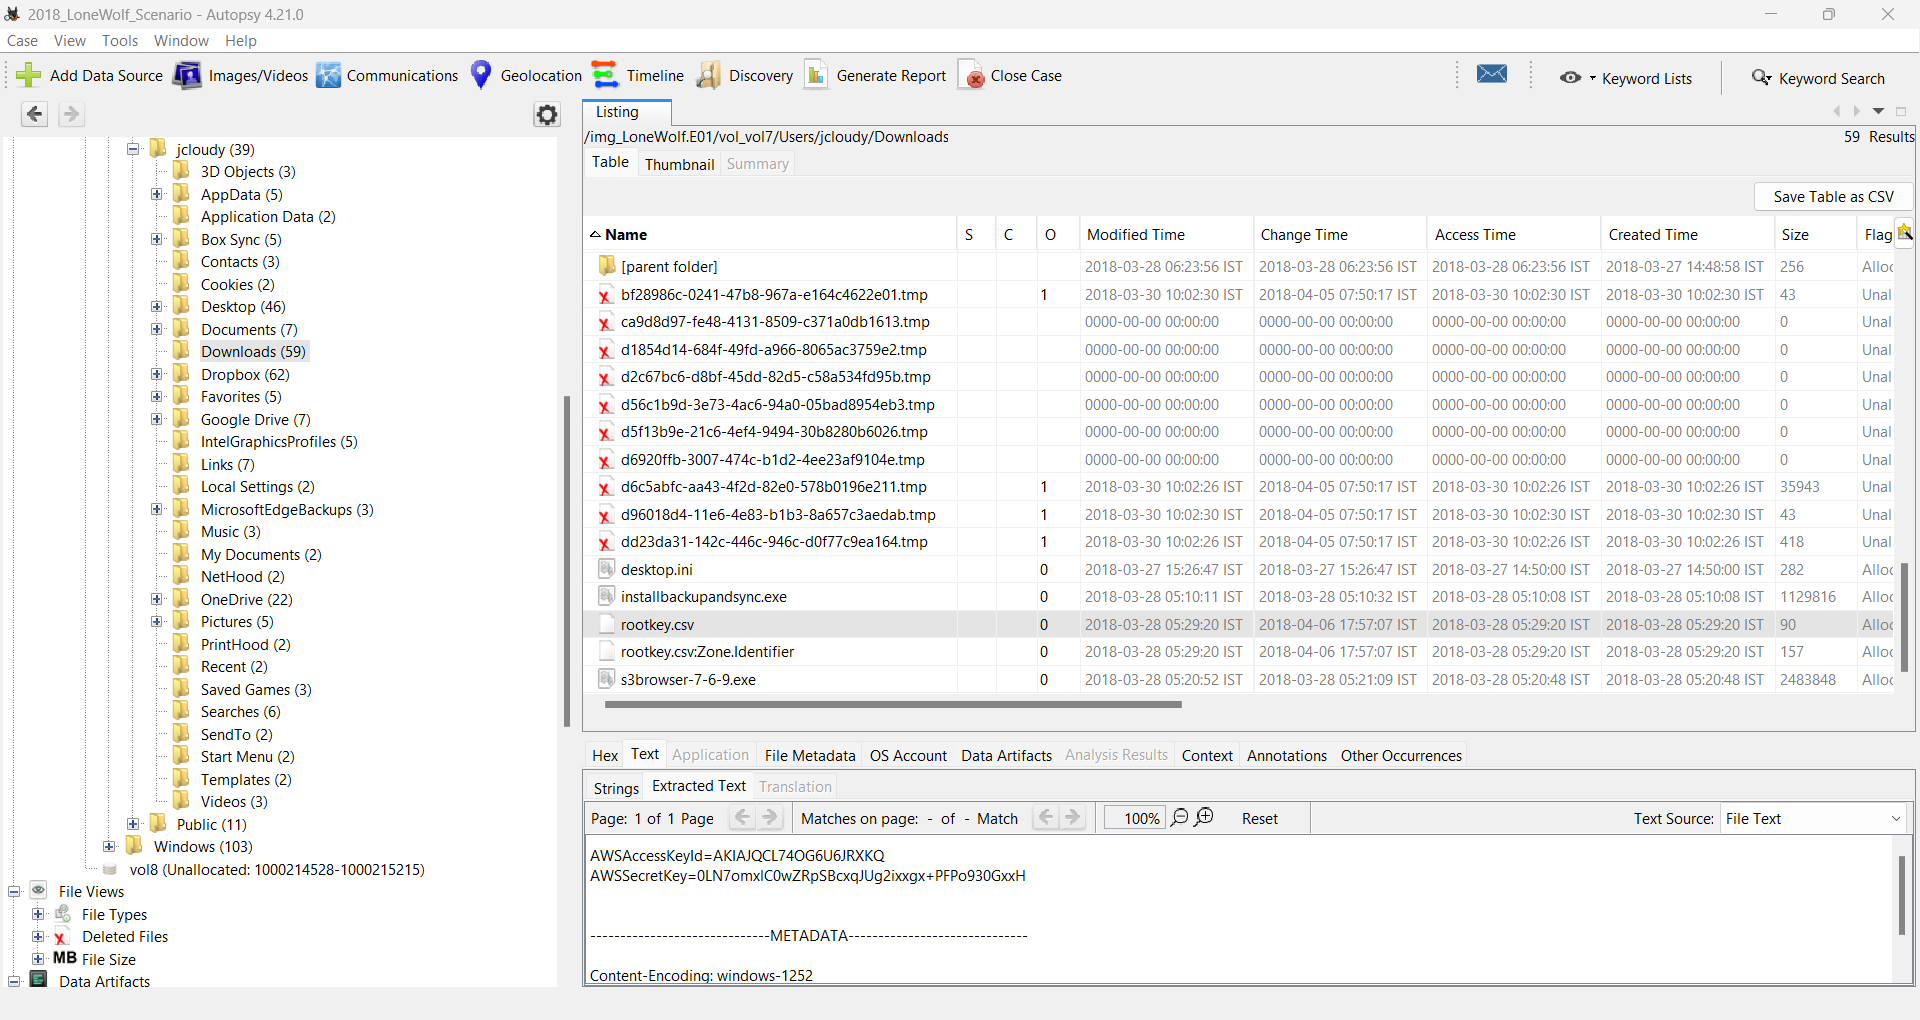 2018_LoneWolf_Scenario - Autopsy 4.21.0
Case View Tools Window Help
Add Data Source Images/Videos Communications Geolocation Timeline Discovery Generate Report Close Case Keyword Lists Keyword Search
Listing
/img_LoneWolf.E01/vol_vol7/Users/jcloudy/Downloads 59 Results
Table Thumbnail Summary
Save Table as CSV
Name S C O Modified Time Change Time Access Time Created Time Size Flag
[parent folder] 2018-03-28 06:23:56 IST 2018-03-28 06:23:56 IST 2018-03-28 06:23:56 IST 2018-03-27 14:48:58 IST 256 Alloc
bf28986c-0241-47b8-967a-e164c4622e01.tmp 1 2018-03-30 10:02:30 IST 2018-04-05 07:50:17 IST 2018-03-30 10:02:30 IST 2018-03-30 10:02:30 IST 43 Unal
ca9d8d97-fe48-4131-8509-c371a0db1613.tmp 0000-00-00 00:00:00 0000-00-00 00:00:00 0000-00-00 00:00:00 0000-00-00 00:00:00 0 Unal
d1854d14-684f-49fd-a966-8065ac3759e2.tmp 0000-00-00 00:00:00 0000-00-00 00:00:00 0000-00-00 00:00:00 0000-00-00 00:00:00 0 Unal
d2c67bc6-d8bf-45dd-82d5-c58a534fd95b.tmp 0000-00-00 00:00:00 0000-00-00 00:00:00 0000-00-00 00:00:00 0000-00-00 00:00:00 0 Unal
d56c1b9d-3e73-4ac6-94a0-05bad8954eb3.tmp 0000-00-00 00:00:00 0000-00-00 00:00:00 0000-00-00 00:00:00 0000-00-00 00:00:00 0 Unal
d5f13b9e-21c6-4ef4-9494-30b8280b6026.tmp 0000-00-00 00:00:00 0000-00-00 00:00:00 0000-00-00 00:00:00 0000-00-00 00:00:00 0 Unal
d6920ffb-3007-474c-b1d2-4ee23af9104e.tmp 0000-00-00 00:00:00 0000-00-00 00:00:00 0000-00-00 00:00:00 0000-00-00 00:00:00 0 Unal
d6c5abfc-aa43-4f2d-82e0-578b0196e211.tmp 1 2018-03-30 10:02:26 IST 2018-04-05 07:50:17 IST 2018-03-30 10:02:26 IST 2018-03-30 10:02:26 IST 35943 Unal
d96018d4-11e6-4e83-b1b3-8a657c3aedab.tmp 1 2018-03-30 10:02:30 IST 2018-04-05 07:50:17 IST 2018-03-30 10:02:30 IST 2018-03-30 10:02:30 IST 43 Unal
dd23da31-142c-446c-946c-d0f77c9ea164.tmp 1 2018-03-30 10:02:26 IST 2018-04-05 07:50:17 IST 2018-03-30 10:02:26 IST 2018-03-30 10:02:26 IST 418 Unal
desktop.ini 0 2018-03-27 15:26:47 IST 2018-03-27 15:26:47 IST 2018-03-27 14:50:00 IST 2018-03-27 14:50:00 IST 282 Alloc
installbackupandsync.exe 0 2018-03-28 05:10:11 IST 2018-03-28 05:10:32 IST 2018-03-28 05:10:08 IST 2018-03-28 05:10:08 IST 1129816 Alloc
rootkey.csv 0 2018-03-28 05:29:20 IST 2018-04-06 17:57:07 IST 2018-03-28 05:29:20 IST 2018-03-28 05:29:20 IST 90 Alloc
rootkey.csv:Zone.Identifier 0 2018-03-28 05:29:20 IST 2018-04-06 17:57:07 IST 2018-03-28 05:29:20 IST 2018-03-28 05:29:20 IST 157 Alloc
s3browser-7-6-9.exe 0 2018-03-28 05:20:52 IST 2018-03-28 05:21:09 IST 2018-03-28 05:20:48 IST 2018-03-28 05:20:48 IST 2483848 Alloc
jcloudy (39)
3D Objects (3)
AppData (5)
Application Data (2)
Box Sync (5)
Contacts (3)
Cookies (2)
Desktop (46)
Documents (7)
Downloads (59)
Dropbox (62)
Favorites (5)
Google Drive (7)
IntelGraphicsProfiles (5)
Links (7)
Local Settings (2)
MicrosoftEdgeBackups (3)
Music (3)
My Documents (2)
NetHood (2)
OneDrive (22)
Pictures (5)
PrintHood (2)
Recent (2)
Saved Games (3)
Searches (6)
SendTo (2)
Start Menu (2)
Templates (2)
Videos (3)
Public (11)
Windows (103)
vol8 (Unallocated: 1000214528-1000215215)
File Views
File Types
Deleted Files
MB File Size
Data Artifacts
Hex Text Application File Metadata OS Account Data Artifacts Analysis Results Context Annotations Other Occurrences
Strings Extracted Text Translation
Page: 1 of 1 Page Matches on page: - of - Match 100% Reset Text Source: File Text
AWSAccessKeyId=AKIAJQCL74OG6U6JRXKQ
AWSSecretKey=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
------------------------------METADATA------------------------------
Content-Encoding: windows-1252